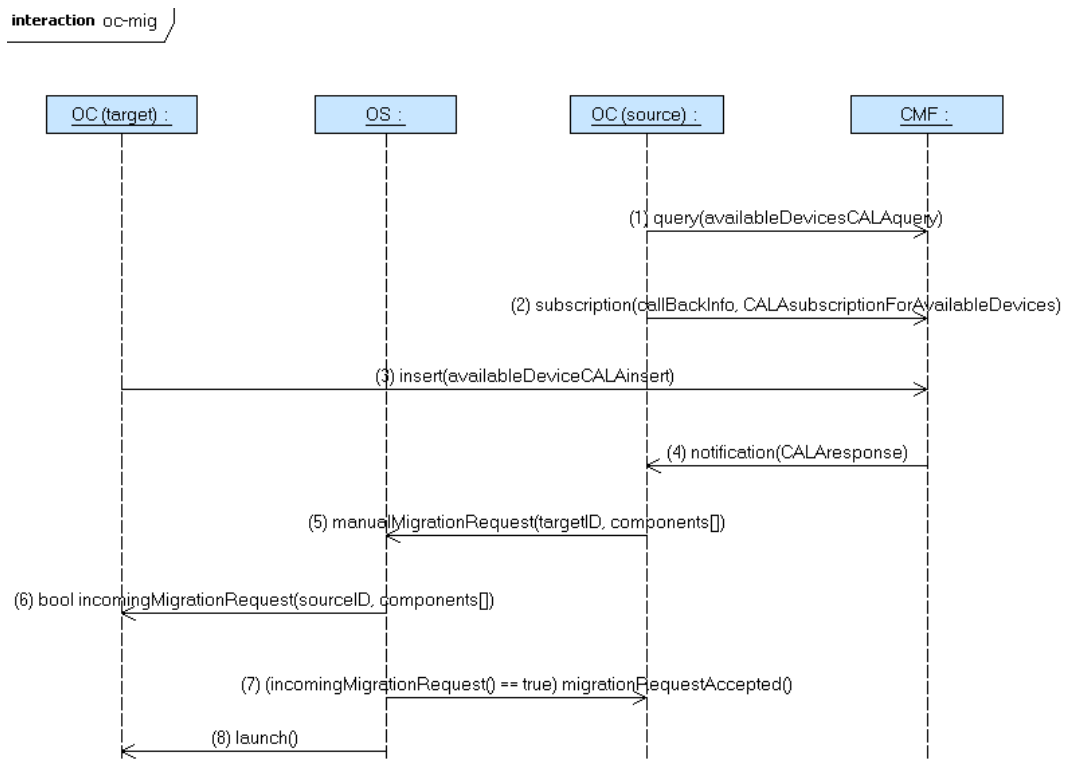 interaction oc-mig
OC (target) :
OS :
OC (source) :
CMF :
(1) query(availableDevicesCALAquery)
(2) subscription(callBackInfo, CALAsubscriptionForAvailableDevices)
(3) insert(availableDeviceCALAinsert)
(4) notification(CALAresponse)
(5) manualMigrationRequest(targetID, components[])
(6) bool incomingMigrationRequest(sourceID, components[])
(7) (incomingMigrationRequest() == true) migrationRequestAccepted()
(8) launch()